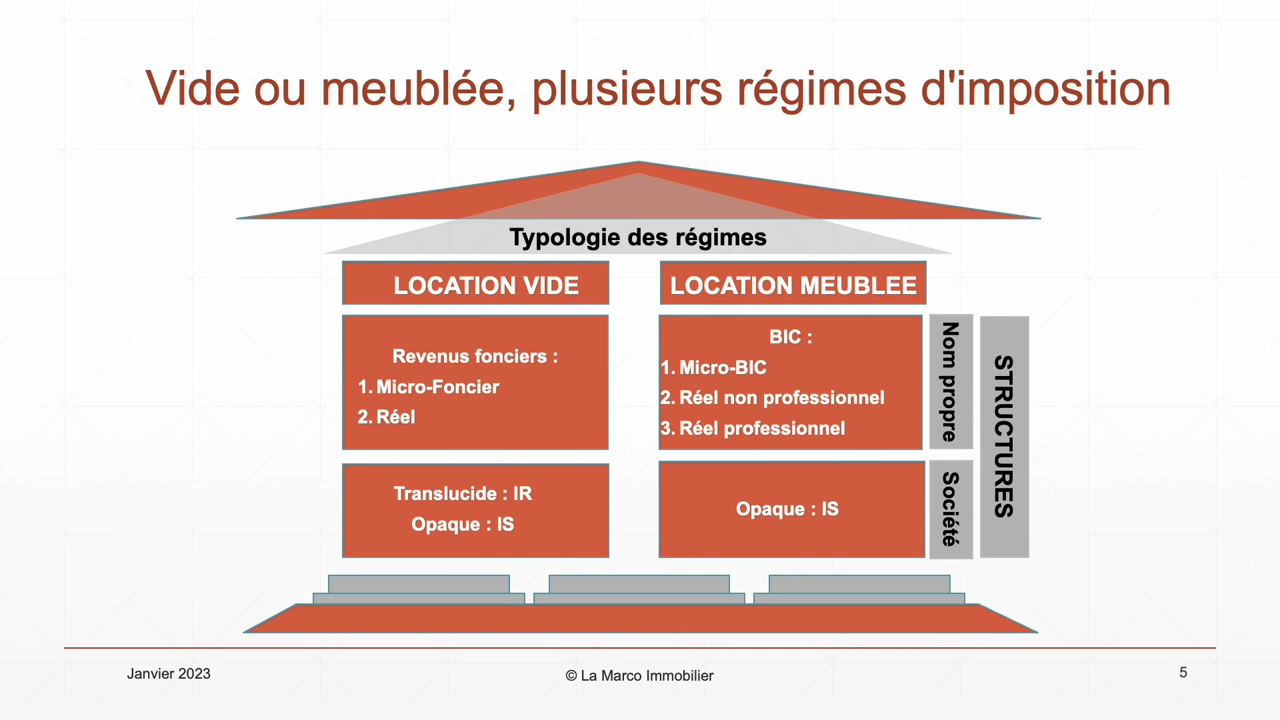 Vide ou meublée, plusieurs régimes d'imposition
Typologie des régimes
LOCATION VIDE
LOCATION MEUBLEE
Revenus fonciers :
1. Micro-Foncier
2. Réel
BIC :
1. Micro-BIC
2. Réel non professionnel
3. Réel professionnel
Nom propre
STRUCTURES
Translucide : IR
Opaque : IS
Opaque : IS
Société
Janvier 2023
© La Marco Immobilier
5